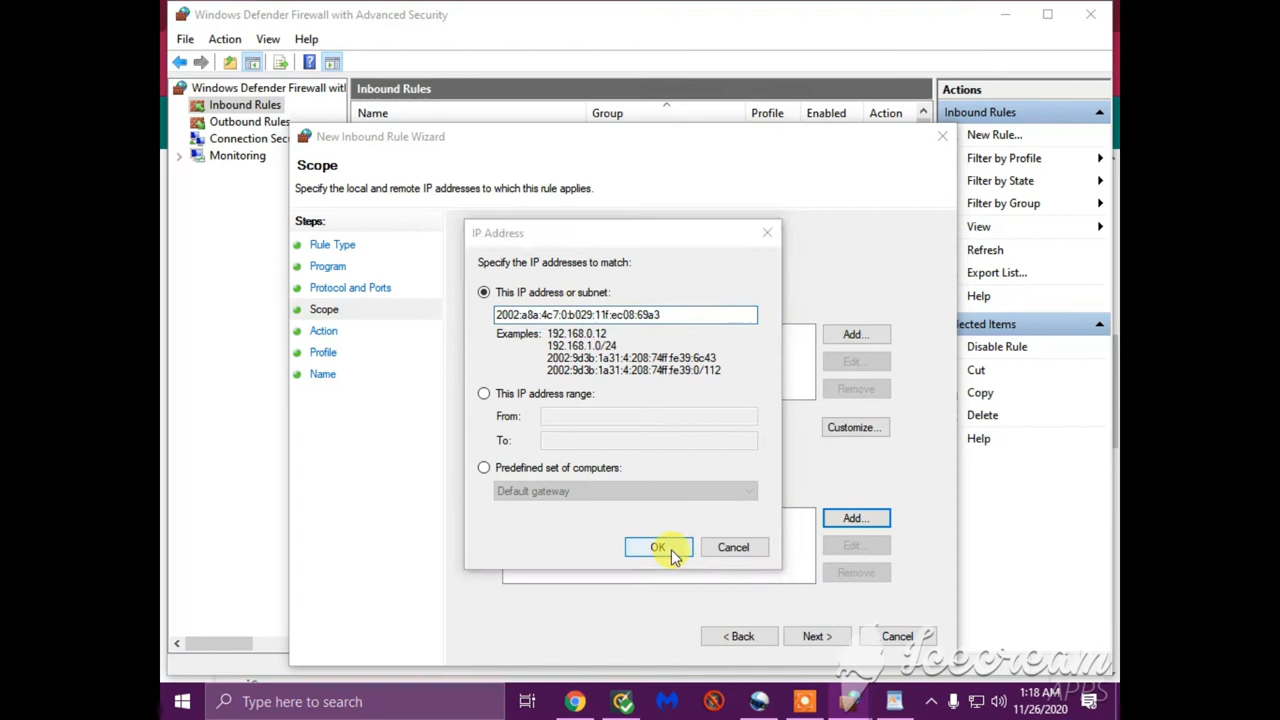 Windows Defender Firewall with Advanced Security
File Action View Help
Windows Defender Firewall wit
Inbound Rules
Outbound Rules
Connection Secu
Monitoring
Inbound Rules
Name Group Profile Enabled Action
Actions
Inbound Rules
New Rule...
Filter by Profile
Filter by State
Filter by Group
View
Refresh
Export List...
Help
lected Items
Disable Rule
Cut
Copy
Delete
Help
New Inbound Rule Wizard
Scope
Specify the local and remote IP addresses to which this rule applies.
Steps:
Rule Type
Program
Protocol and Ports
Scope
Action
Profile
Name
IP Address
Specify the IP addresses to match:
This IP address or subnet:
2002:a8a:4c7:0:b029:11f:ec08:69a3
Examples: 192.168.0.12
192.168.1.0/24
2002:9d3b:1a31:4:208:74ff:fe39:6c43
2002:9d3b:1a31:4:208:74ff:fe39:0/112
This IP address range:
From:
To:
Predefined set of computers:
Default gateway
OK Cancel
Add...
Edit...
Remove
Customize...
Add...
Edit...
Remove
< Back Next > Cancel
Icecream
APPS
Type here to search
1:18 AM
11/26/2020